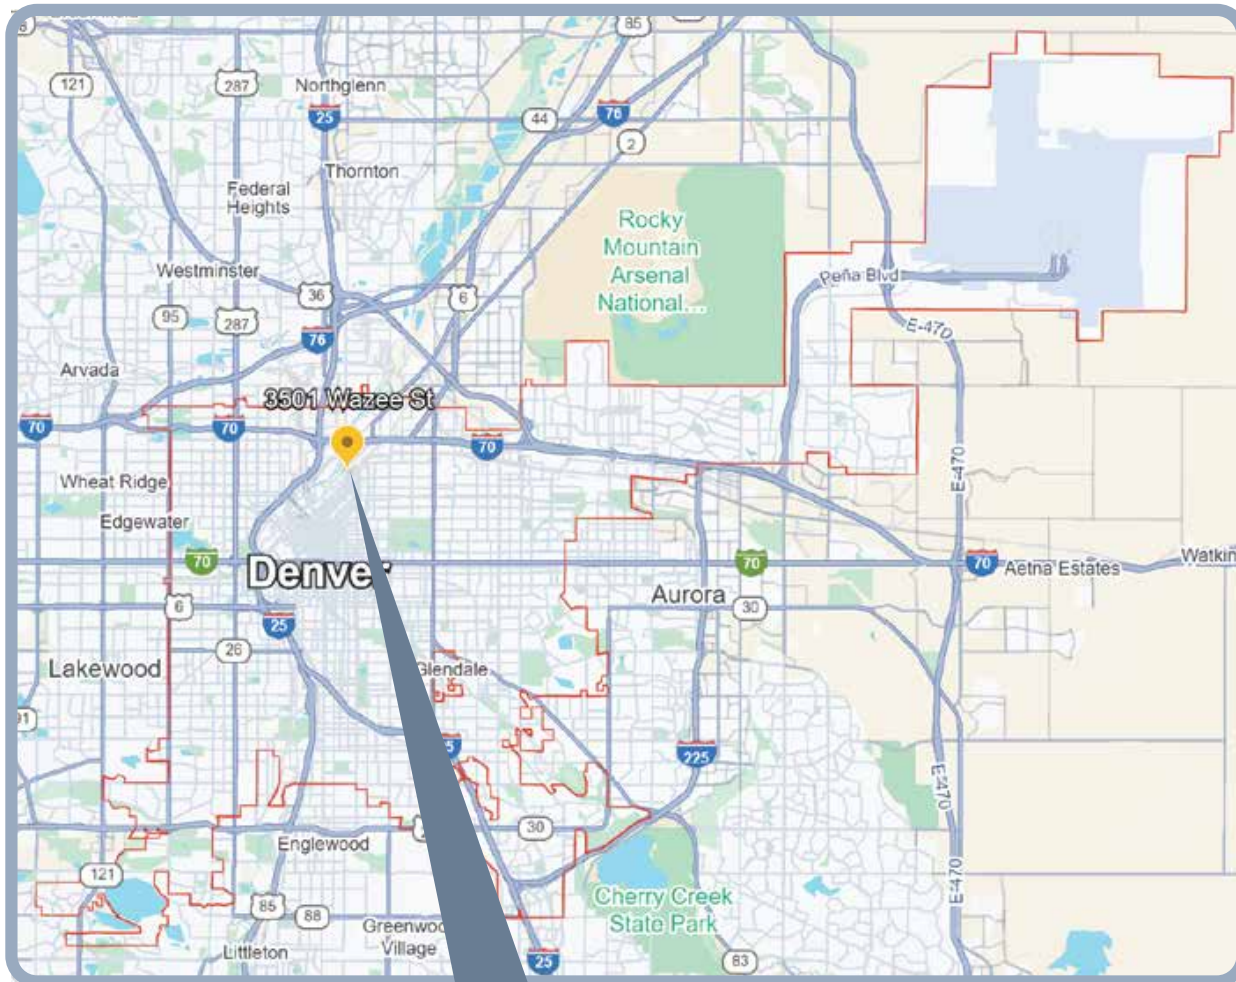 85
121
287
Northglenn
25
44
76
2
Thornton
Federal
Heights
Rocky
Mountain
Arsenal
National...
Westminster
36
6
Peña Blvd
95
287
76
E-470
Arvada
3501 Wazee St
70
70
70
E-470
Wheat Ridge
Edgewater
70
Denver
70
70
Aetna Estates
Watkin
6
Aurora
30
25
26
Lakewood
Glendale
225
E-470
30
Englewood
121
E-470
85
88
Cherry Creek
State Park
Village
Littleton
25
83